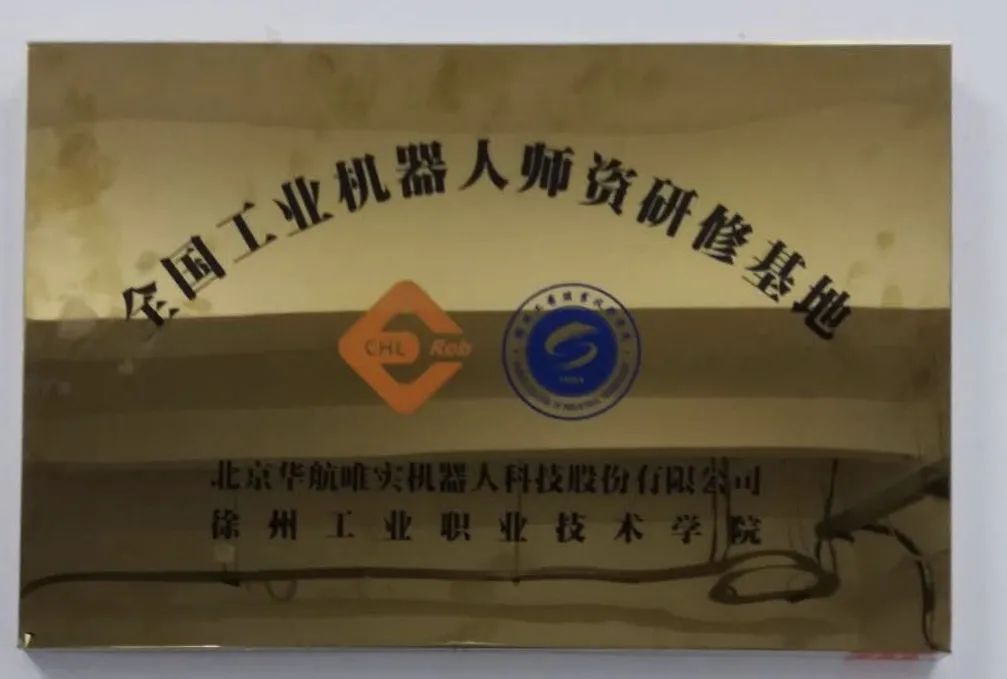 全国工业机器人师资研修基地
CHL Rob
北京华航唯实机器人科技股份有限公司
徐州工业职业技术学院